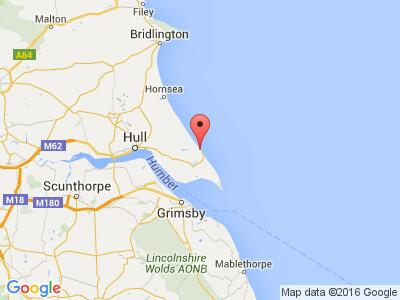 Filey
Malton
Bridlington
A64
Hornsea
M62
Hull
Humber
Scunthorpe
M18
M180
Grimsby
Lincolnshire
Wolds AONB
Mablethorpe
Google
Map data ©2016 Google